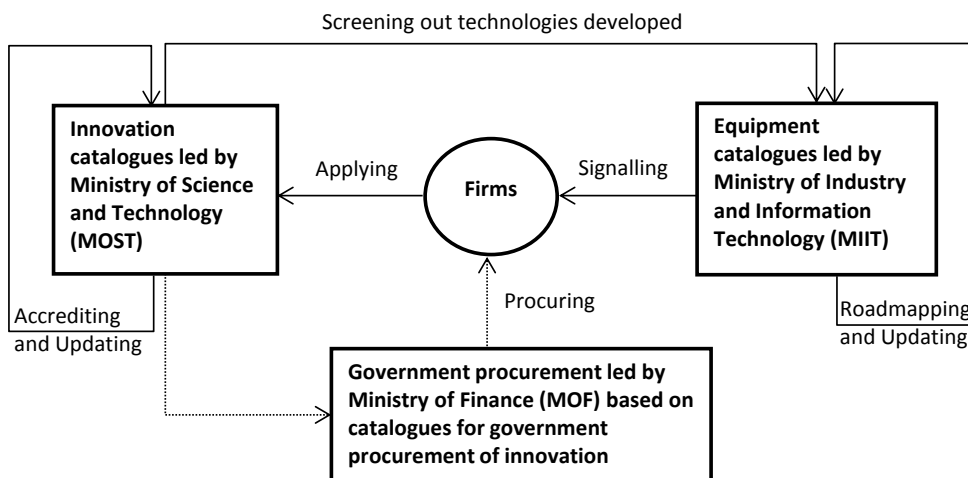 Screening out technologies developed
Innovation
catalogues led by
Ministry of Science
and Technology
(MOST)
Applying
Firms
Signalling
Equipment
catalogues led by
Ministry of Industry
and Information
Technology (MIIT)
Accrediting
and Updating
Procuring
Roadmapping
and Updating
Government procurement led by
Ministry of Finance (MOF) based on
catalogues for government
procurement of innovation